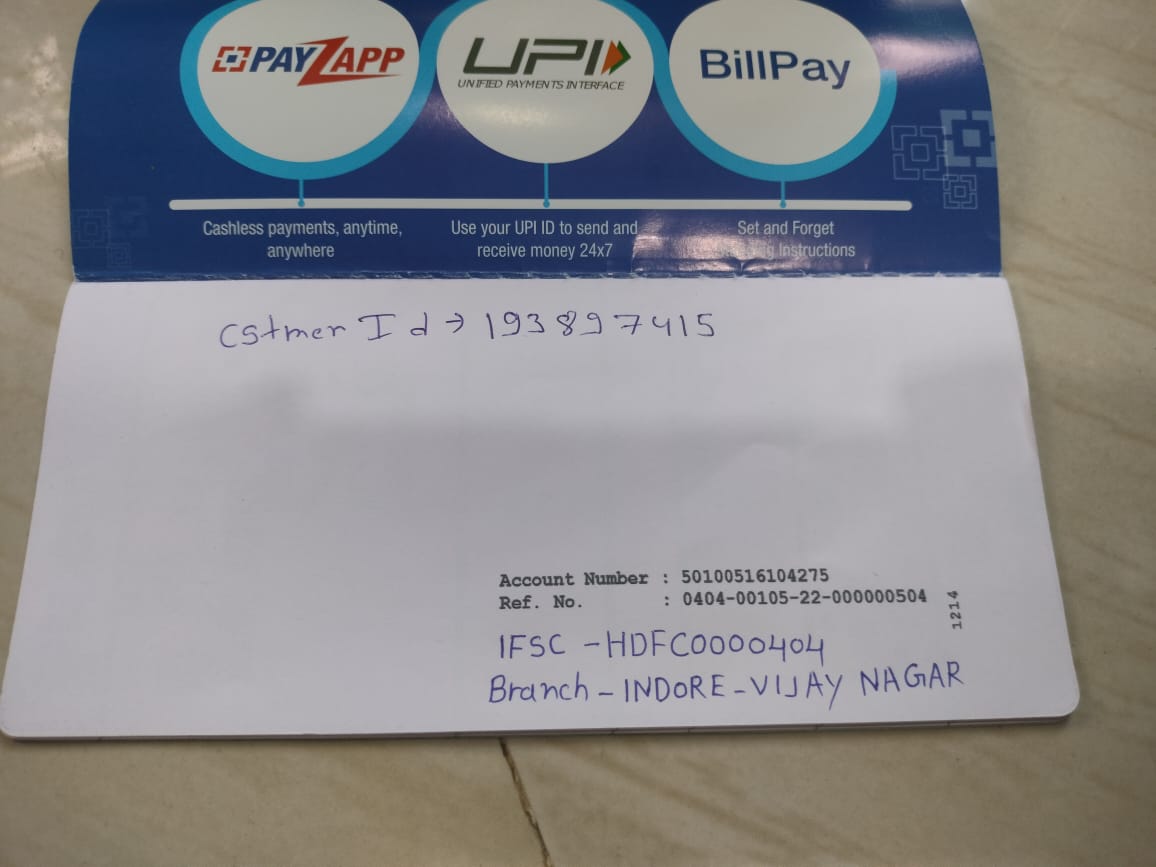 PAYZAPP
UPI
UNIFIED PAYMENTS INTERFACE
BillPay
Cashless payments, anytime,
anywhere
Use your UPI ID to send and
receive money 24x7
Set and Forget
Instructions
Cstmer Id → 193897415
Account Number : 50100516104275
Ref. No. : 0404-00105-22-000000504
1214
IFSC - HDFC0000404
Branch - INDORE - VIJAY NAGAR